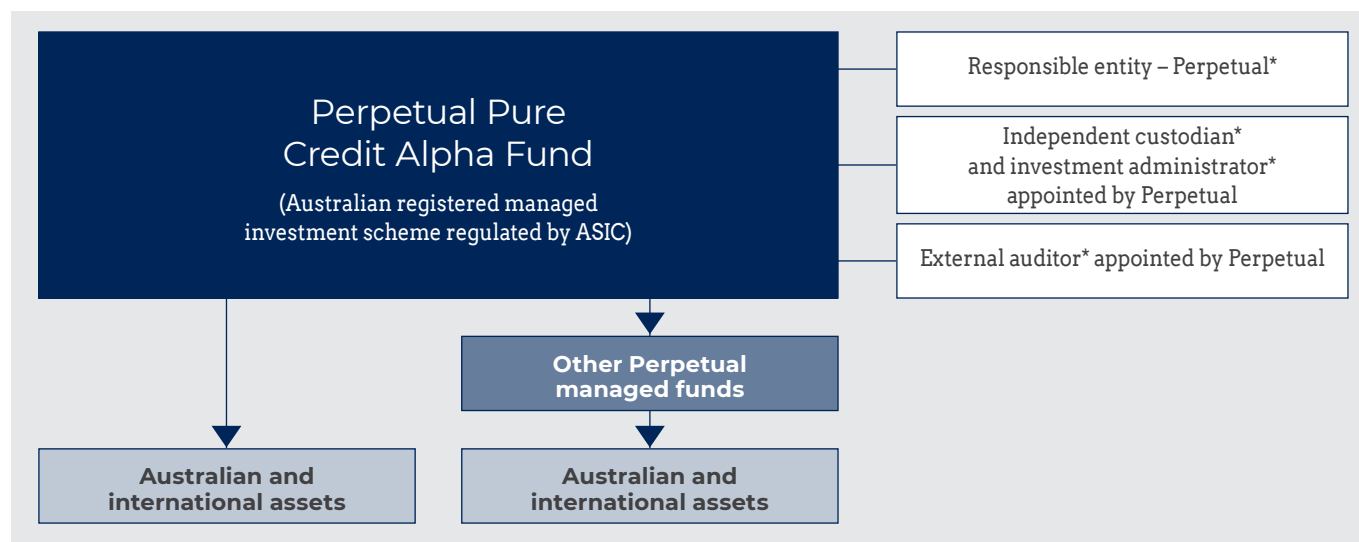 Perpetual Pure
Credit Alpha Fund
(Australian registered managed
investment scheme regulated by ASIC)
Responsible entity – Perpetual*
Independent custodian*
and investment administrator*
appointed by Perpetual
External auditor* appointed by Perpetual
Other Perpetual
managed funds
Australian and
international assets
Australian and
international assets